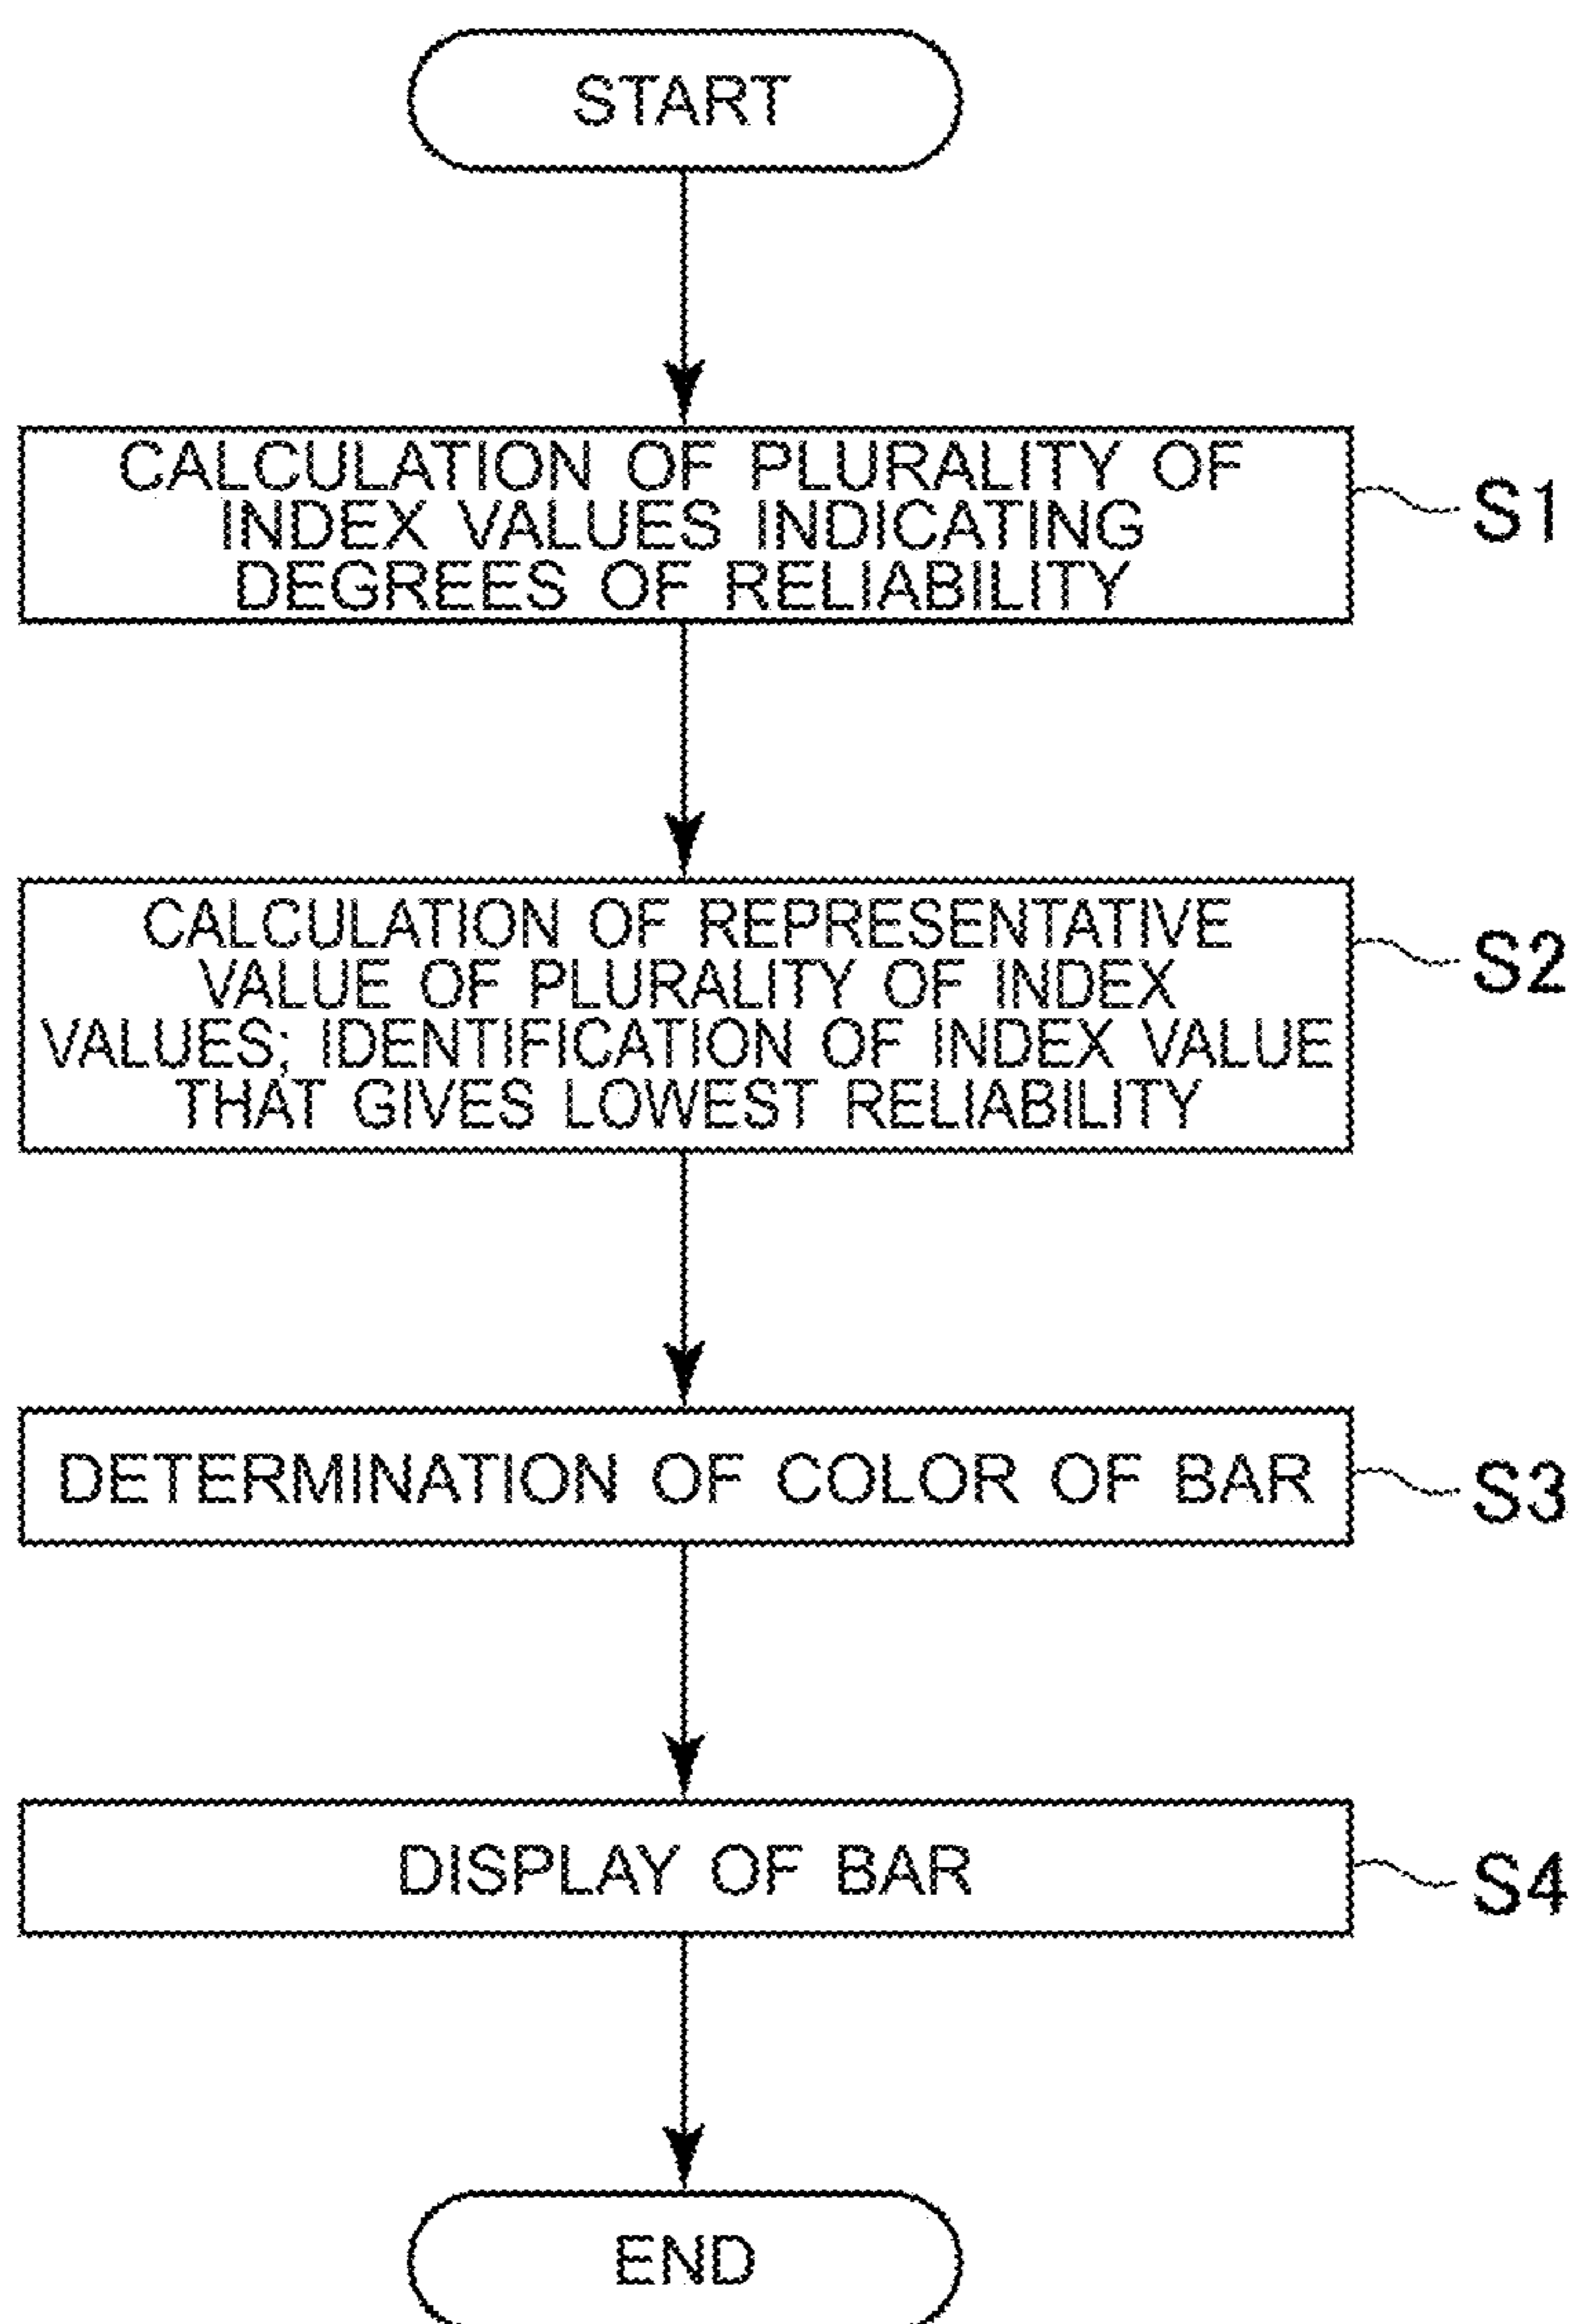 START
CALCULATION OF PLURALITY OF
INDEX VALUES INDICATING
DEGREES OF RELIABILITY
S1
CALCULATION OF REPRESENTATIVE
VALUE OF PLURALITY OF INDEX
VALUES; IDENTIFICATION OF INDEX VALUE
THAT GIVES LOWEST RELIABILITY
S2
DETERMINATION OF COLOR OF BAR
S3
DISPLAY OF BAR
S4
END